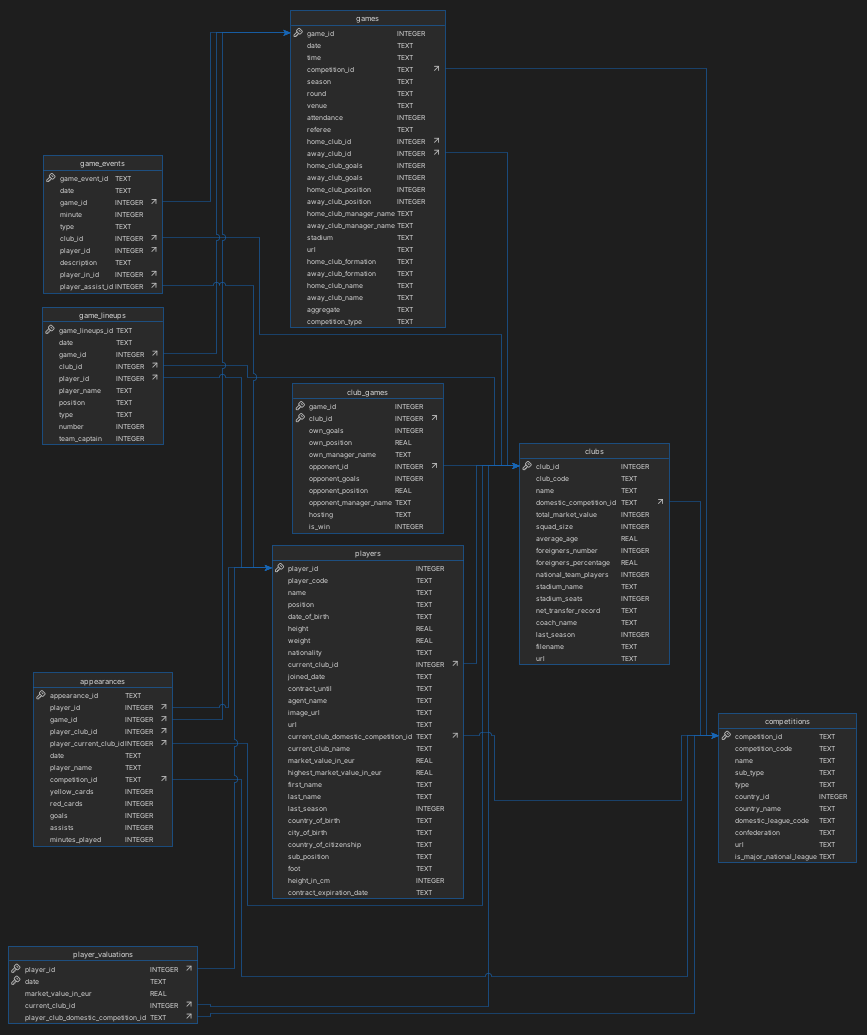 games
game_id INTEGER
date TEXT
time TEXT
competition_id TEXT
season TEXT
round TEXT
venue TEXT
attendance INTEGER
referee TEXT
home_club_id INTEGER
away_club_id INTEGER
home_club_goals INTEGER
away_club_goals INTEGER
home_club_position INTEGER
away_club_position INTEGER
home_club_manager_name TEXT
away_club_manager_name TEXT
stadium TEXT
url TEXT
home_club_formation TEXT
away_club_formation TEXT
home_club_name TEXT
away_club_name TEXT
aggregate TEXT
competition_type TEXT
game_events
game_event_id TEXT
date TEXT
game_id INTEGER
minute INTEGER
type TEXT
club_id INTEGER
player_id INTEGER
description TEXT
player_in_id INTEGER
player_assist_id INTEGER
game_lineups
game_lineups_id TEXT
date TEXT
game_id INTEGER
club_id INTEGER
player_id INTEGER
player_name TEXT
position TEXT
type TEXT
number INTEGER
team_captain INTEGER
club_games
game_id INTEGER
club_id INTEGER
own_goals INTEGER
own_position REAL
own_manager_name TEXT
opponent_id INTEGER
opponent_goals INTEGER
opponent_position REAL
opponent_manager_name TEXT
hosting TEXT
is_win INTEGER
clubs
club_id INTEGER
club_code TEXT
name TEXT
domestic_competition_id TEXT
total_market_value INTEGER
squad_size INTEGER
average_age REAL
foreigners_number INTEGER
foreigners_percentage REAL
national_team_players INTEGER
stadium_name TEXT
stadium_seats INTEGER
net_transfer_record TEXT
coach_name TEXT
last_season INTEGER
filename TEXT
url TEXT
players
player_id INTEGER
player_code TEXT
name TEXT
position TEXT
date_of_birth TEXT
height REAL
weight REAL
nationality TEXT
current_club_id INTEGER
joined_date TEXT
contract_until TEXT
agent_name TEXT
image_url TEXT
url TEXT
current_club_domestic_competition_id TEXT
current_club_name TEXT
market_value_in_eur REAL
highest_market_value_in_eur REAL
first_name TEXT
last_name TEXT
last_season INTEGER
country_of_birth TEXT
city_of_birth TEXT
country_of_citizenship TEXT
sub_position TEXT
foot TEXT
height_in_cm INTEGER
contract_expiration_date TEXT
appearances
appearance_id TEXT
player_id INTEGER
game_id INTEGER
player_club_id INTEGER
player_current_club_id INTEGER
date TEXT
player_name TEXT
competition_id TEXT
yellow_cards INTEGER
red_cards INTEGER
goals INTEGER
assists INTEGER
minutes_played INTEGER
competitions
competition_id TEXT
competition_code TEXT
name TEXT
sub_type TEXT
type TEXT
country_id INTEGER
country_name TEXT
domestic_league_code TEXT
confederation TEXT
url TEXT
is_major_national_league TEXT
player_valuations
player_id INTEGER
date TEXT
market_value_in_eur REAL
current_club_id INTEGER
player_club_domestic_competition_id TEXT